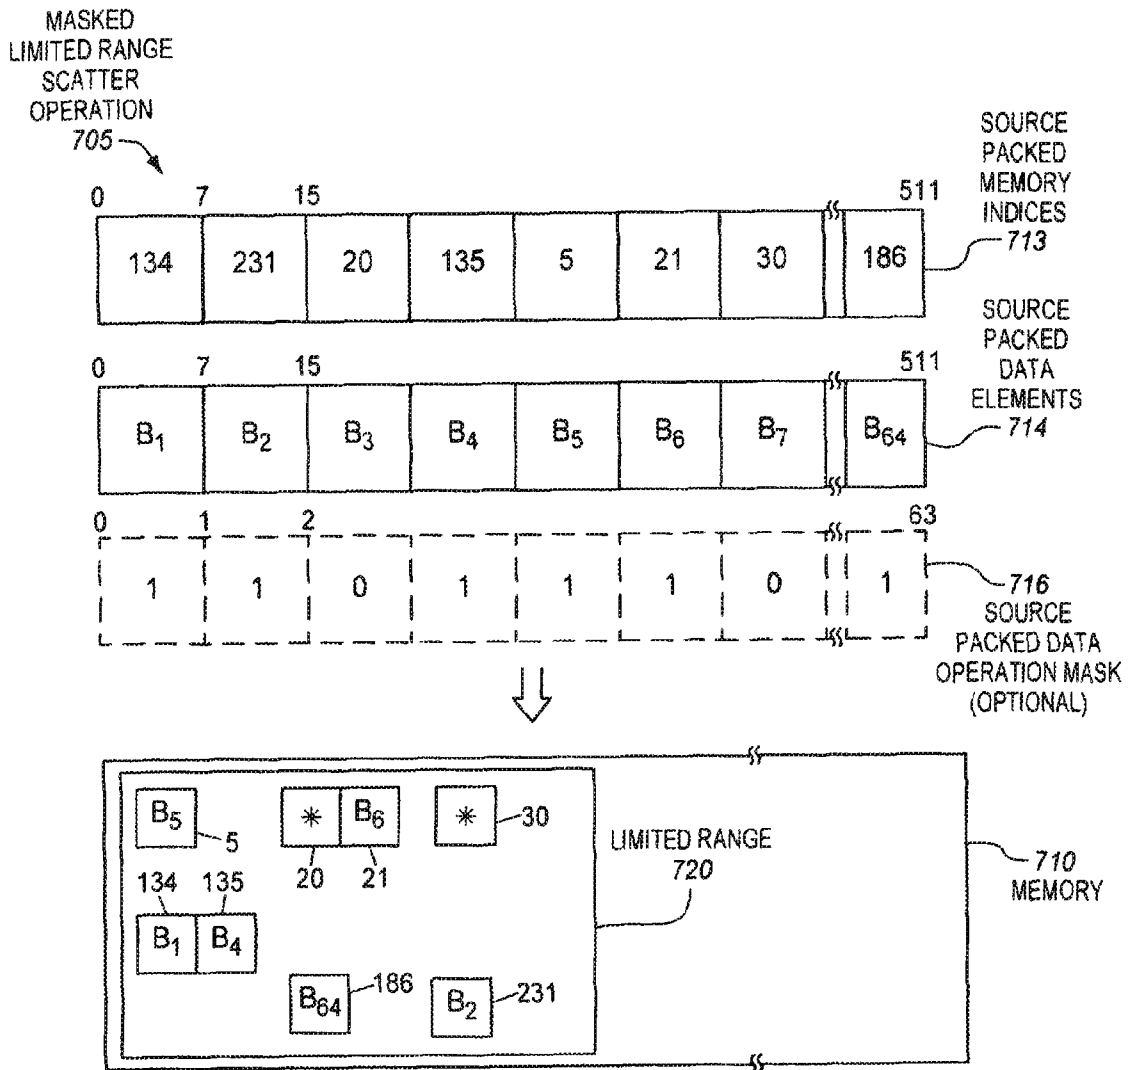 MASKED
LIMITED RANGE
SCATTER
OPERATION
705
SOURCE
PACKED
MEMORY
INDICES
713
0 7 15 511
134 231 20 135 5 21 30 186
SOURCE
PACKED
DATA
ELEMENTS
714
0 7 15 511
B1 B2 B3 B4 B5 B6 B7 B64
0 1 2 63
1 1 0 1 1 1 0 1
716
SOURCE
PACKED DATA
OPERATION MASK
(OPTIONAL)
B5 * B6 *
5 20 21 30
LIMITED RANGE
720
710
MEMORY
134 135
B1 B4
B64 186 B2 231